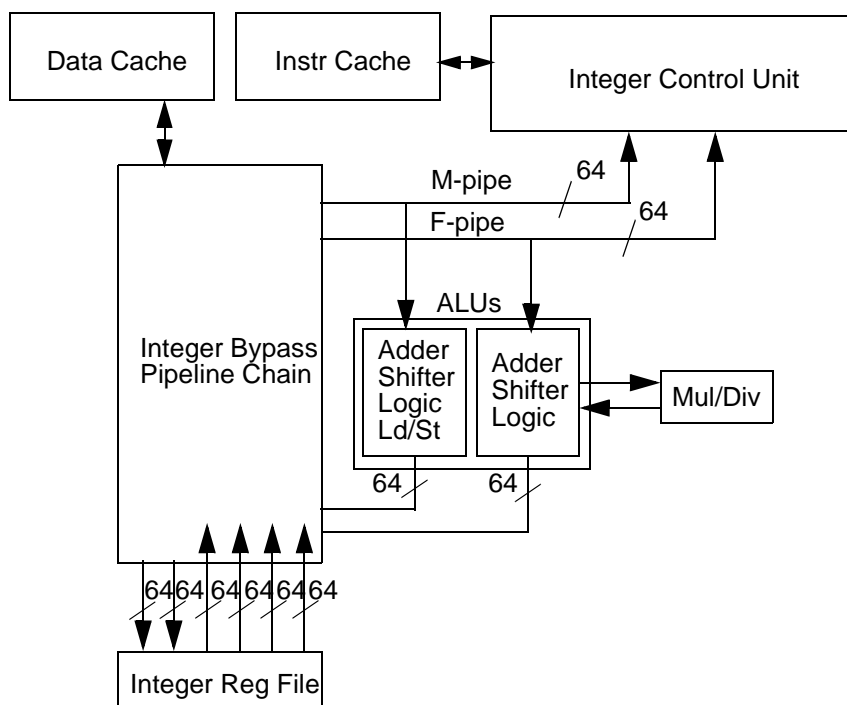 Data Cache
Instr Cache
Integer Control Unit
M-pipe
64
F-pipe
64
ALUs
Integer Bypass
Pipeline Chain
Adder
Shifter
Logic
Ld/St
Adder
Shifter
Logic
Mul/Div
64
64
64
64
64
64
64
64
Integer Reg File